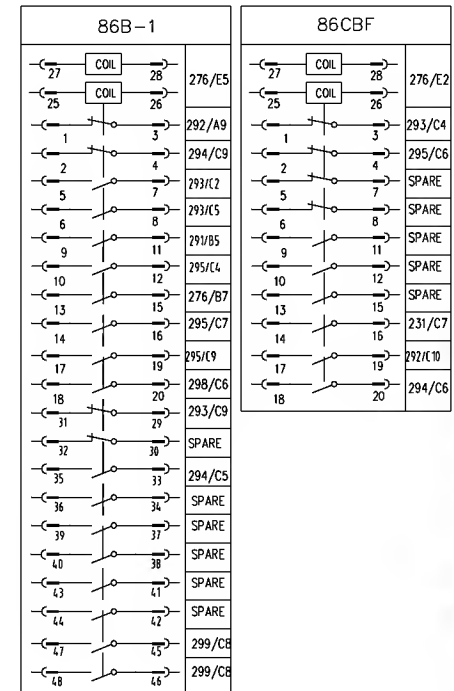 86B-1
COIL
27 28
276/E5
COIL
25 26
1 3 292/A9
2 4 294/C9
5 7 293/C2
6 8 293/C5
9 11 291/B5
10 12 295/C4
13 15 276/B7
14 16 295/C7
17 19 295/C9
18 20 298/C6
31 29 293/C9
32 30 SPARE
35 33 294/C5
36 34 SPARE
39 37 SPARE
40 38 SPARE
43 41 SPARE
44 42 SPARE
47 45 299/C8
48 46 299/C8
86CBF
COIL
27 28
276/E2
COIL
25 26
1 3 293/C4
2 4 295/C6
5 7 SPARE
6 8 SPARE
9 11 SPARE
10 12 SPARE
13 15 SPARE
14 16 231/C7
17 19 292/C10
18 20 294/C6